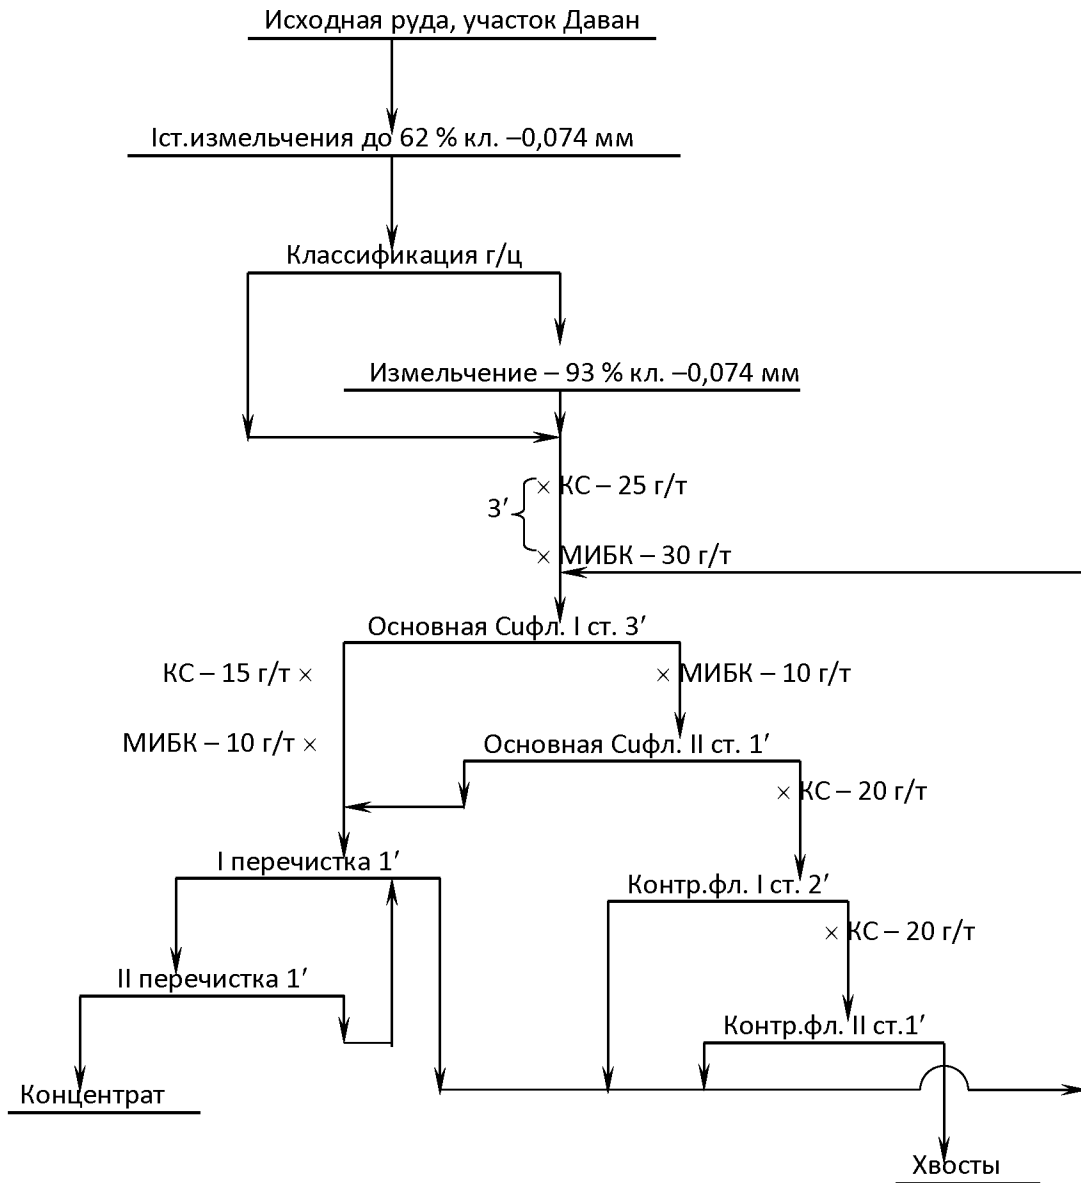 Исходная руда, участок Даван
Iст.измельчения до 62 % кл. –0,074 мм
Классификация г/ц
Измельчение – 93 % кл. –0,074 мм
× КС – 25 г/т
3′
× МИБК – 30 г/т
Основная Cuфл. I ст. 3′
КС – 15 г/т ×
× МИБК – 10 г/т
МИБК – 10 г/т ×
Основная Cuфл. II ст. 1′
× КС – 20 г/т
I перечистка 1′
Контр.фл. I ст. 2′
× КС – 20 г/т
II перечистка 1′
Контр.фл. II ст.1′
Концентрат
Хвосты